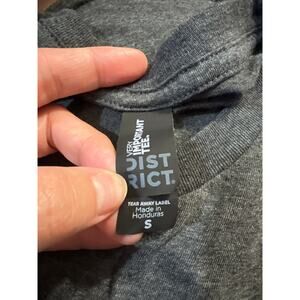 VERY
IMPORTANT
TEE.
DIST
RICT.
TEAR AWAY LABEL
Made in
Honduras
S